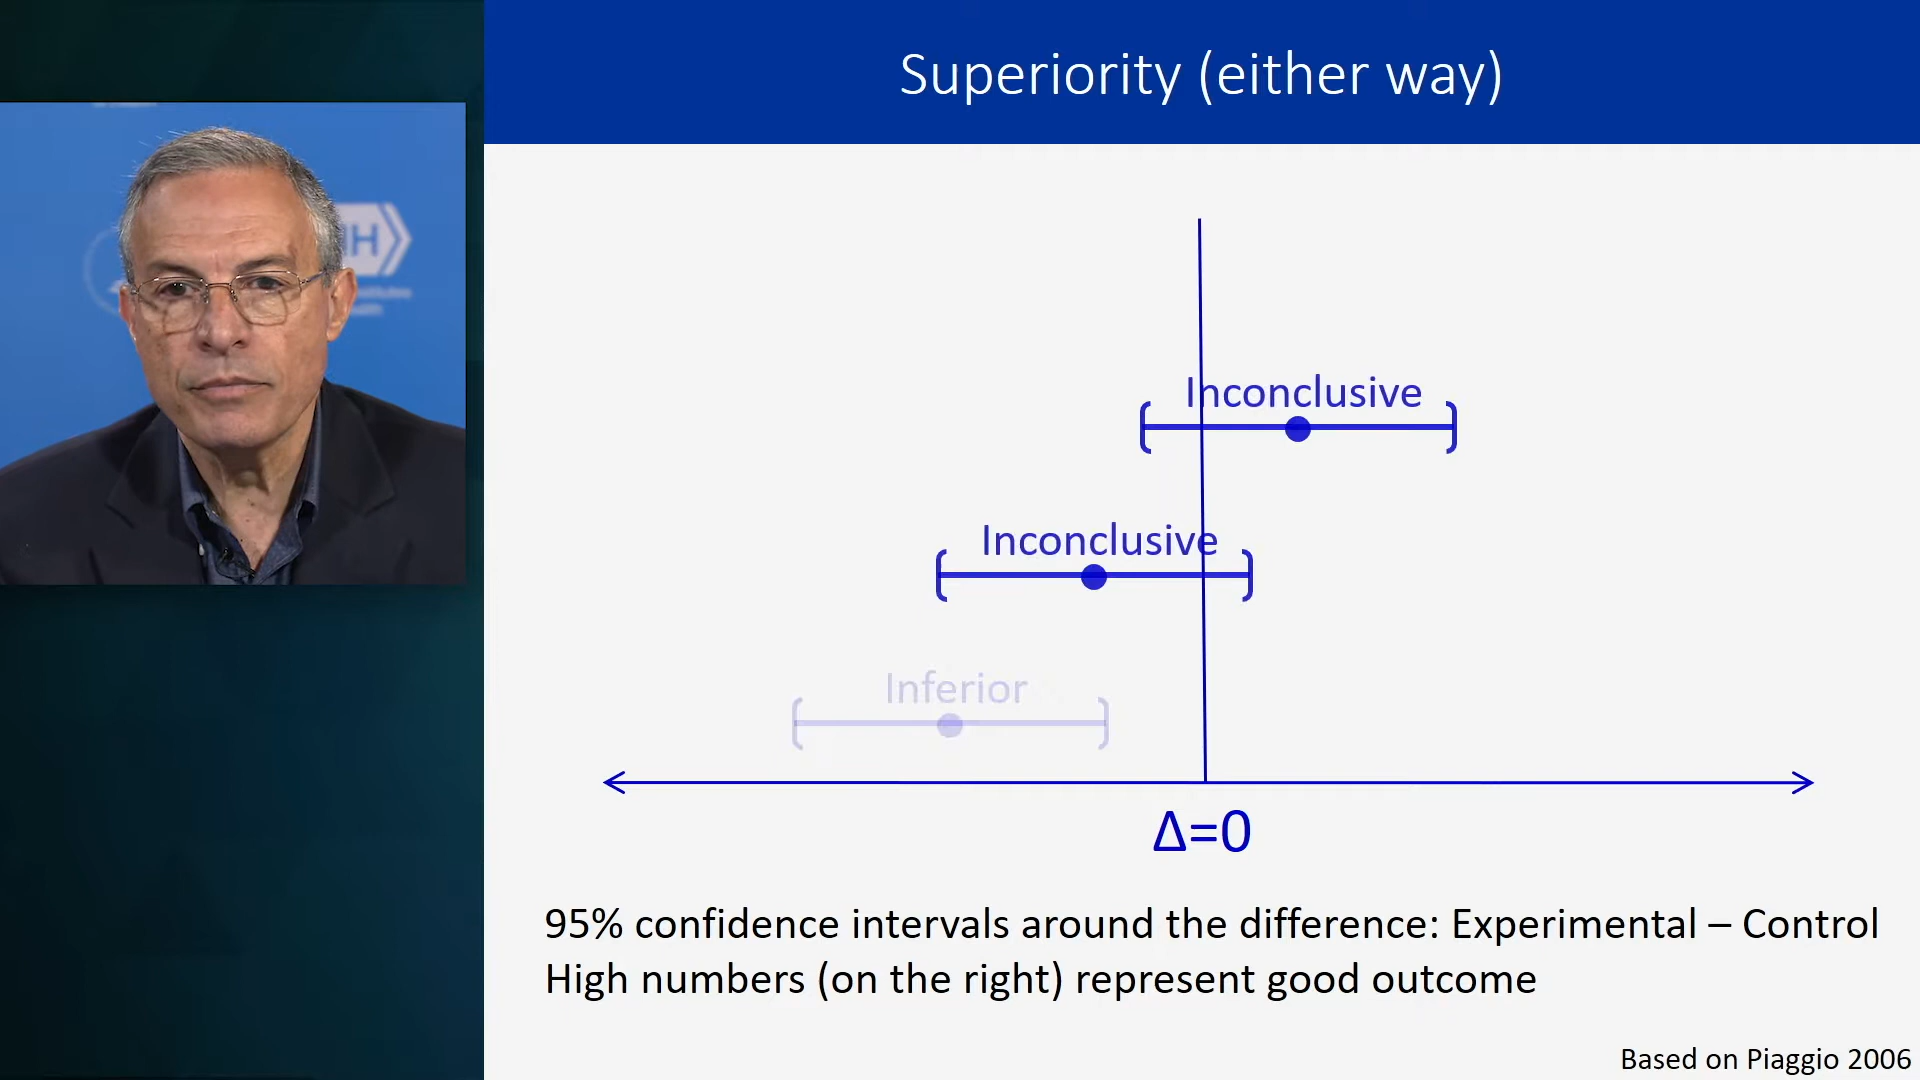 Superiority (either way)
Inconclusive
Inconclusive
Inferior
Δ=0
95% confidence intervals around the difference: Experimental – Control
High numbers (on the right) represent good outcome
Based on Piaggio 2006